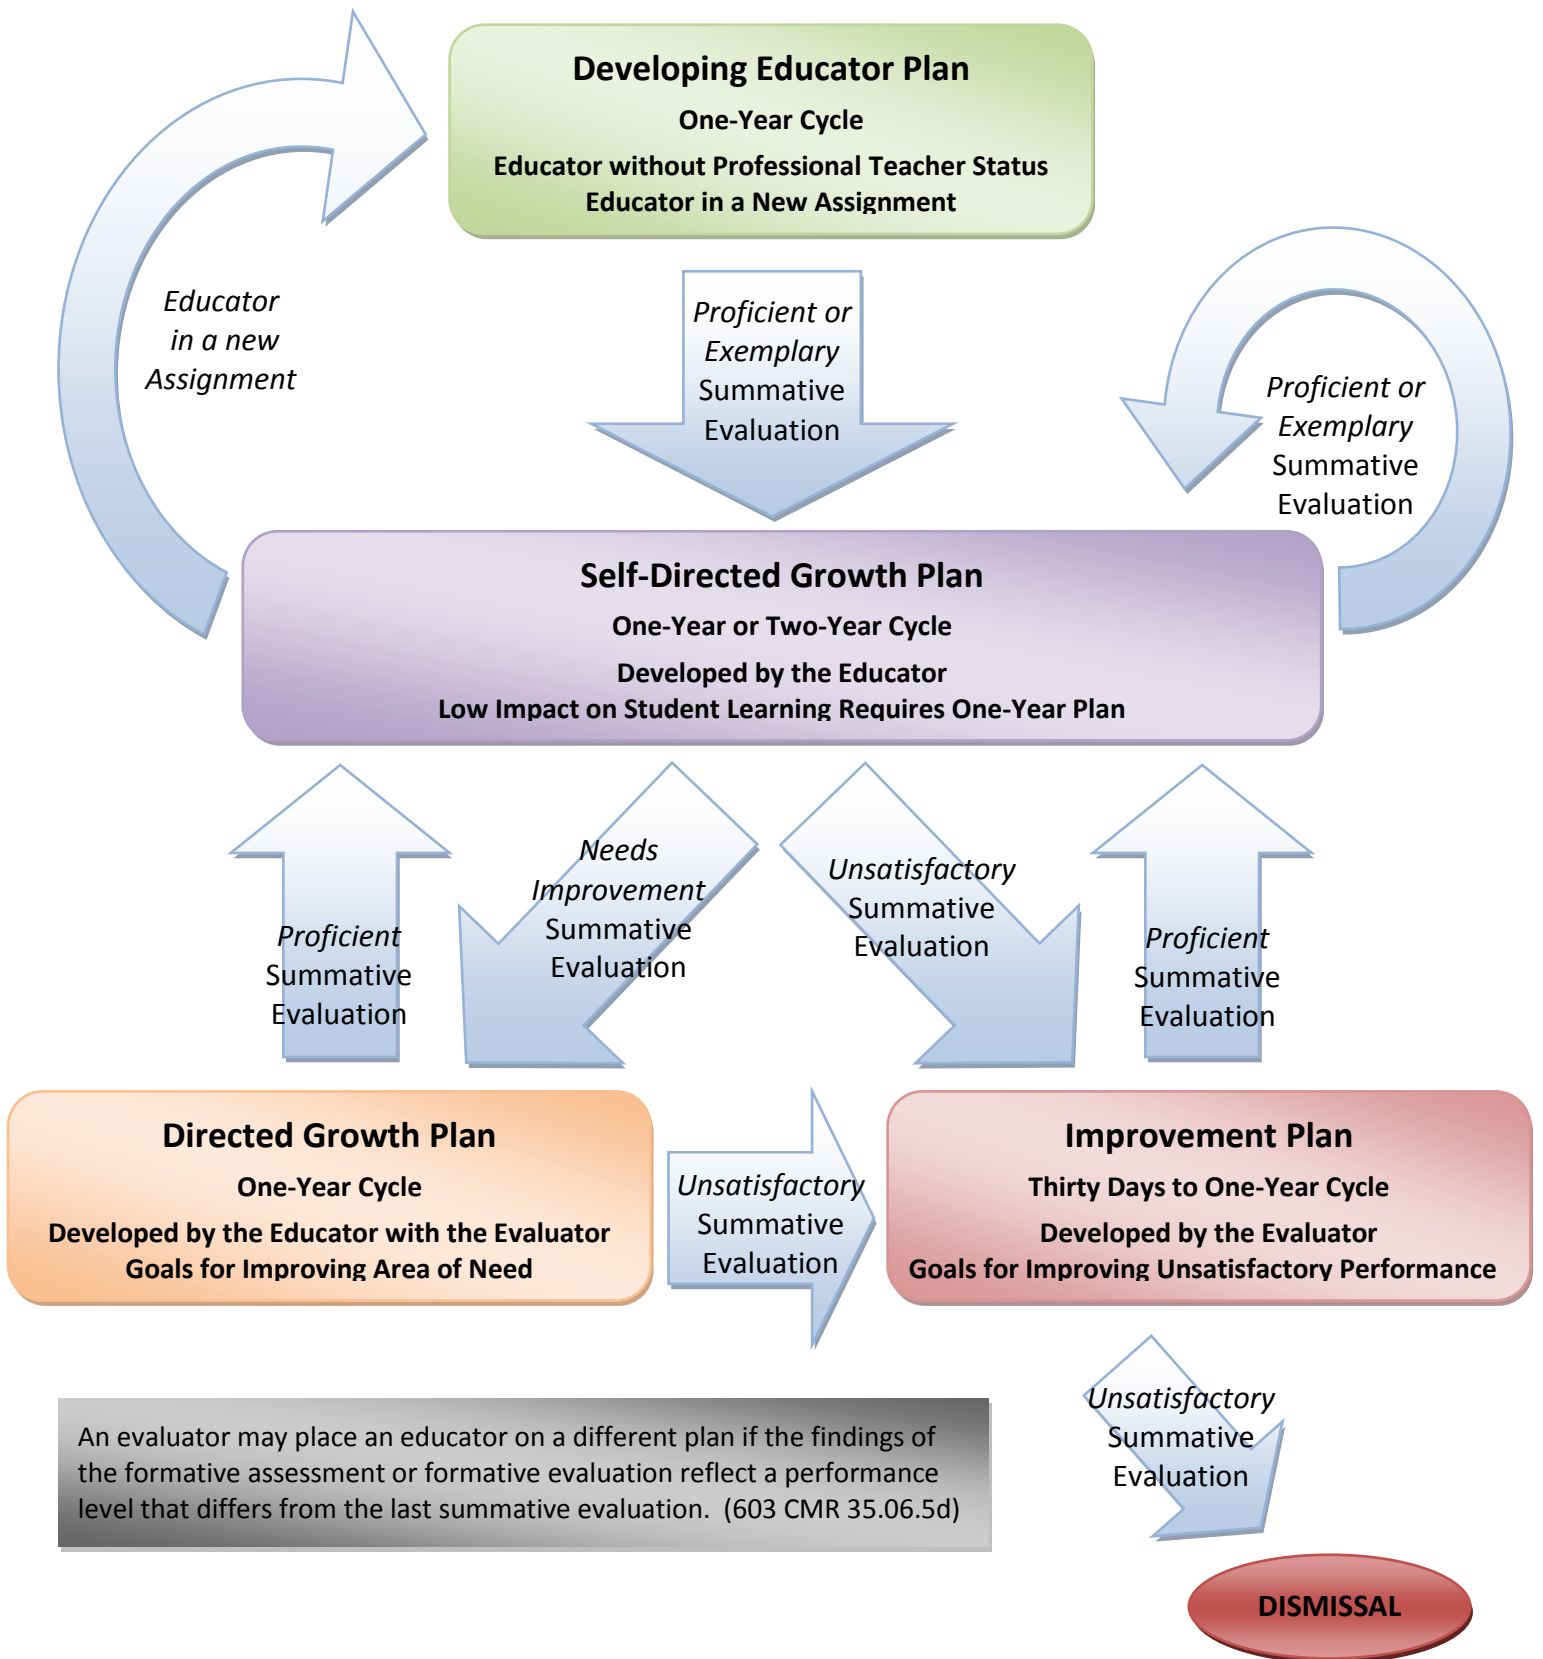 Developing Educator Plan
One-Year Cycle
Educator without Professional Teacher Status
Educator in a New Assignment
Educator
in a new
Assignment
Proficient or
Exemplary
Summative
Evaluation
Proficient or
Exemplary
Summative
Evaluation
Self-Directed Growth Plan
One-Year or Two-Year Cycle
Developed by the Educator
Low Impact on Student Learning Requires One-Year Plan
Proficient
Summative
Evaluation
Needs
Improvement
Summative
Evaluation
Unsatisfactory
Summative
Evaluation
Proficient
Summative
Evaluation
Directed Growth Plan
One-Year Cycle
Developed by the Educator with the Evaluator
Goals for Improving Area of Need
Unsatisfactory
Summative
Evaluation
Improvement Plan
Thirty Days to One-Year Cycle
Developed by the Evaluator
Goals for Improving Unsatisfactory Performance
An evaluator may place an educator on a different plan if the findings of
the formative assessment or formative evaluation reflect a performance
level that differs from the last summative evaluation.  (603 CMR 35.06.5d)
Unsatisfactory
Summative
Evaluation
DISMISSAL